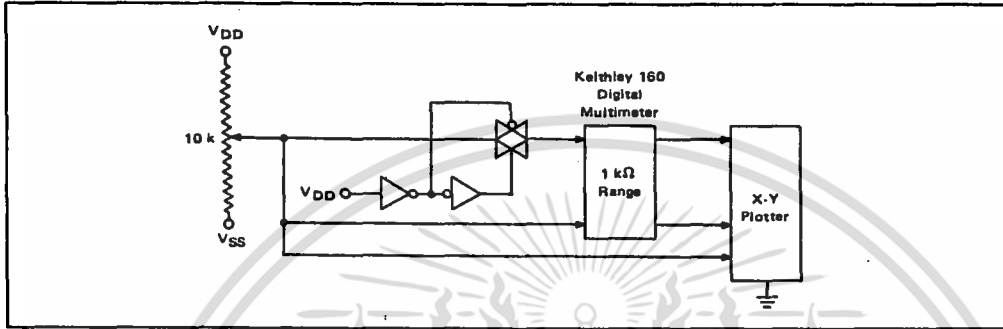 VDD
10 k
VSS
VDD
Keithley 160
Digital
Multimeter
1 kΩ
Range
X-Y
Plotter